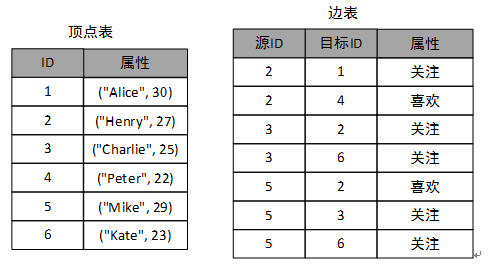 顶点表
ID 属性
1 ("Alice", 30)
2 ("Henry", 27)
3 ("Charlie", 25)
4 ("Peter", 22)
5 ("Mike", 29)
6 ("Kate", 23)
边表
源ID 目标ID 属性
2 1 关注
2 4 喜欢
3 2 关注
3 6 关注
5 2 喜欢
5 3 关注
5 6 关注